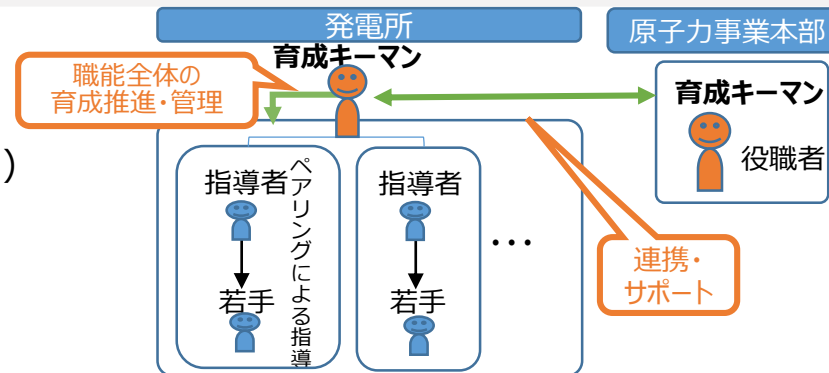 発電所
原子力事業本部
育成キーマン
職能全体の
育成推進・管理
育成キーマン
役職者
)
指導者
若手
ペアリングによる指導
指導者
若手
・・・
連携・
サポート